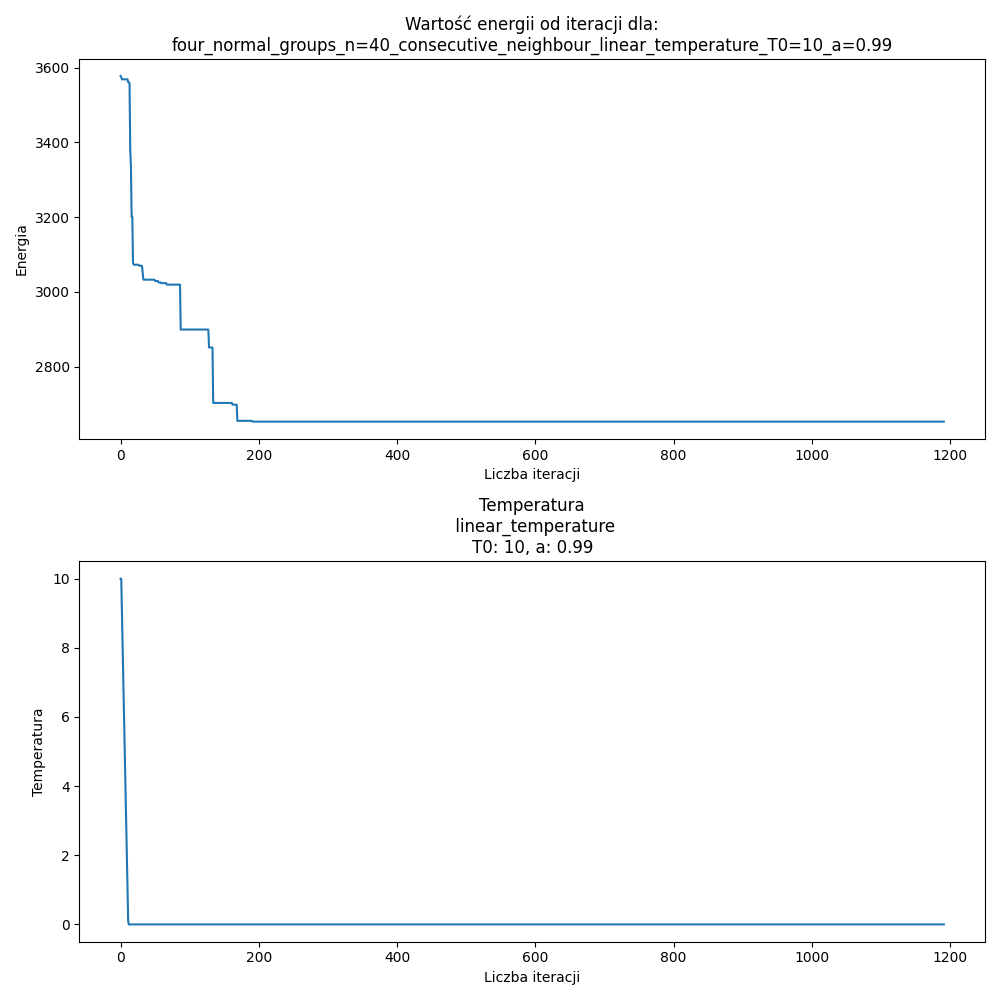 Wartość energii od iteracji dla:
four_normal_groups_n=40_consecutive_neighbour_linear_temperature_T0=10_a=0.99
3600
3400
3200
3000
2800
Energia
0 200 400 600 800 1000 1200
Liczba iteracji
Temperatura
linear_temperature
T0: 10, a: 0.99
10
8
6
4
2
0
Temperatura
0 200 400 600 800 1000 1200
Liczba iteracji